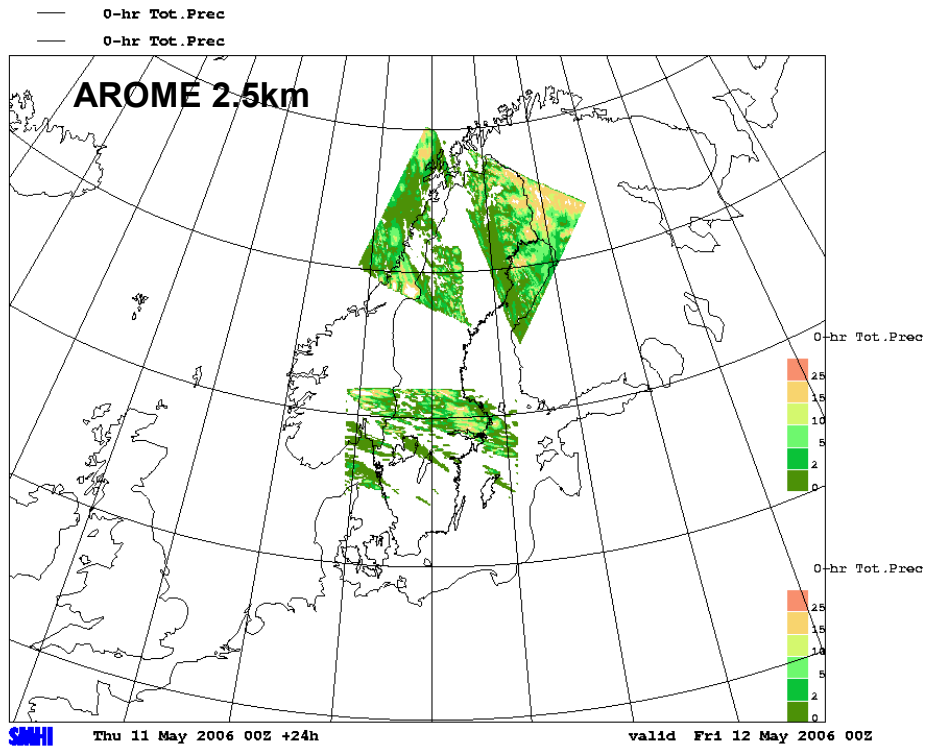 0-hr Tot.Prec
0-hr Tot.Prec
AROME 2.5km
0-hr Tot.Prec
25
15
10
5
2
0
0-hr Tot.Prec
25
15
10
5
2
0
SMHI Thu 11 May 2006 00Z +24h valid Fri 12 May 2006 00Z